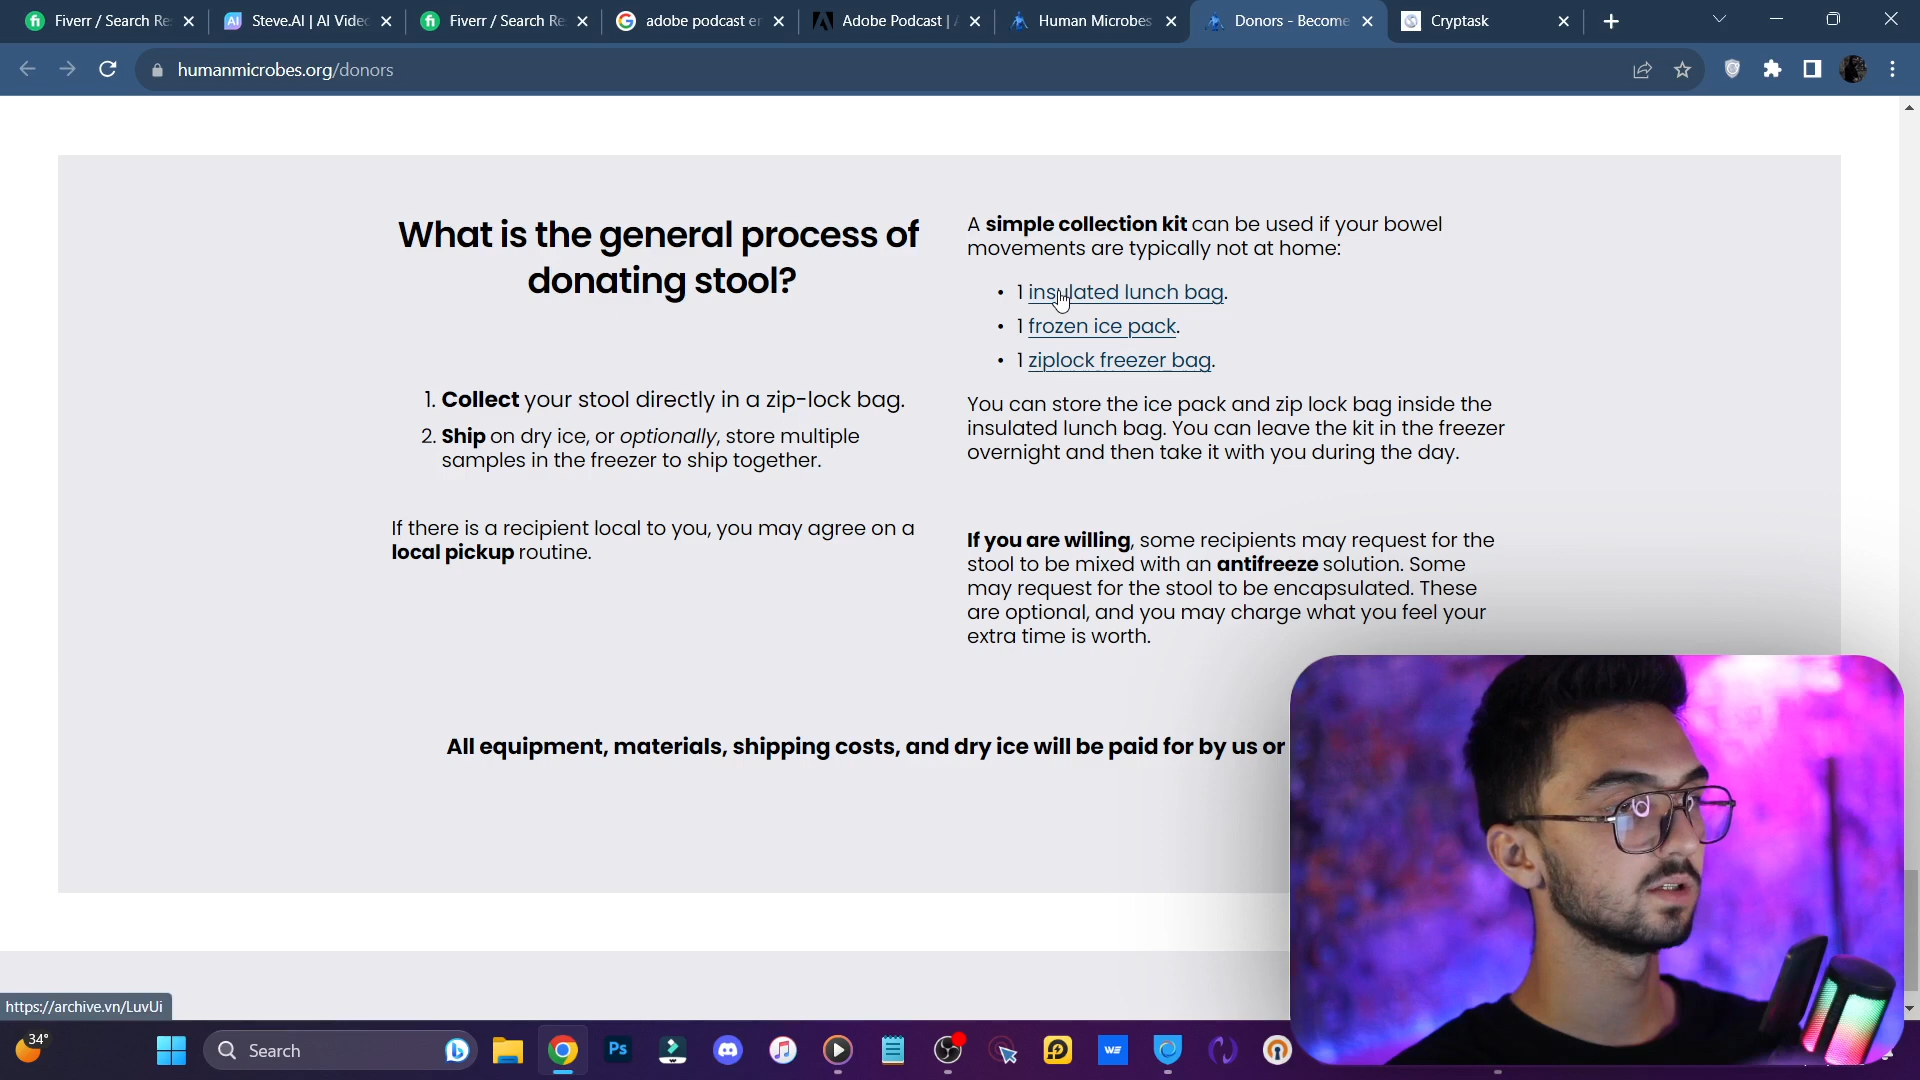 Fiverr / Search Re
Steve.AI | AI Video
Fiverr / Search Re
adobe podcast en
Adobe Podcast | A
Human Microbes
Donors - Become
Cryptask
humanmicrobes.org/donors
What is the general process of
donating stool?
1. Collect your stool directly in a zip-lock bag.
2. Ship on dry ice, or optionally, store multiple
samples in the freezer to ship together.
If there is a recipient local to you, you may agree on a
local pickup routine.
A simple collection kit can be used if your bowel
movements are typically not at home:
• 1 insulated lunch bag.
• 1 frozen ice pack.
• 1 ziplock freezer bag.
You can store the ice pack and zip lock bag inside the
insulated lunch bag. You can leave the kit in the freezer
overnight and then take it with you during the day.
If you are willing, some recipients may request for the
stool to be mixed with an antifreeze solution. Some
may request for the stool to be encapsulated. These
are optional, and you may charge what you feel your
extra time is worth.
All equipment, materials, shipping costs, and dry ice will be paid for by us or
https://archive.vn/LuvUi
34°
Search
Ps
WE